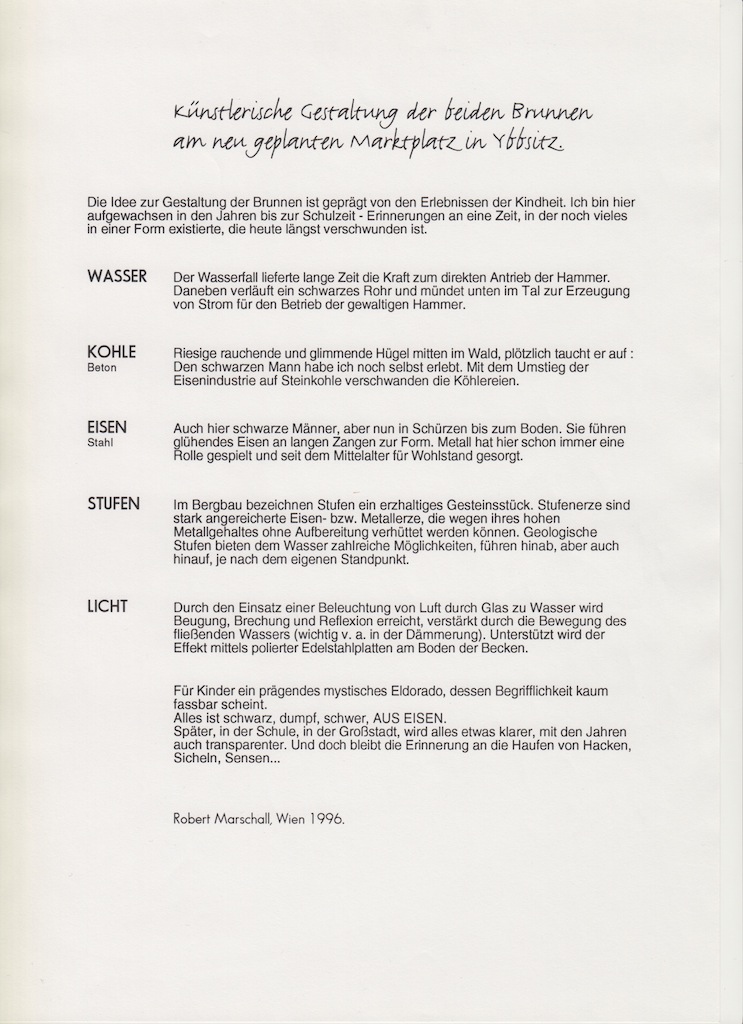 Künstlerische Gestaltung der beiden Brunnen
am neu geplanten Marktplatz in Ybbsitz.
Die Idee zur Gestaltung der Brunnen ist geprägt von den Erlebnissen der Kindheit. Ich bin hier
aufgewachsen in den Jahren bis zur Schulzeit - Erinnerungen an eine Zeit, in der noch vieles
in einer Form existierte, die heute längst verschwunden ist.
WASSER Der Wasserfall lieferte lange Zeit die Kraft zum direkten Antrieb der Hammer.
Daneben verläuft ein schwarzes Rohr und mündet unten im Tal zur Erzeugung
von Strom für den Betrieb der gewaltigen Hammer.
KOHLE Riesige rauchende und glimmende Hügel mitten im Wald, plötzlich taucht er auf :
Beton Den schwarzen Mann habe ich noch selbst erlebt. Mit dem Umstieg der
Eisenindustrie auf Steinkohle verschwanden die Köhlereien.
EISEN Auch hier schwarze Männer, aber nun in Schürzen bis zum Boden. Sie führen
Stahl glühendes Eisen an langen Zangen zur Form. Metall hat hier schon immer eine
Rolle gespielt und seit dem Mittelalter für Wohlstand gesorgt.
STUFEN Im Bergbau bezeichnen Stufen ein erzhaltiges Gesteinsstück. Stufenerze sind
stark angereicherte Eisen- bzw. Metallerze, die wegen ihres hohen
Metallgehaltes ohne Aufbereitung verhüttet werden können. Geologische
Stufen bieten dem Wasser zahlreiche Möglichkeiten, führen hinab, aber auch
hinauf, je nach dem eigenen Standpunkt.
LICHT Durch den Einsatz einer Beleuchtung von Luft durch Glas zu Wasser wird
Beugung, Brechung und Reflexion erreicht, verstärkt durch die Bewegung des
fließenden Wassers (wichtig v. a. in der Dämmerung). Unterstützt wird der
Effekt mittels polierter Edelstahlplatten am Boden der Becken.
Für Kinder ein prägendes mystisches Eldorado, dessen Begrifflichkeit kaum
fassbar scheint.
Alles ist schwarz, dumpf, schwer, AUS EISEN.
Später, in der Schule, in der Großstadt, wird alles etwas klarer, mit den Jahren
auch transparenter. Und doch bleibt die Erinnerung an die Haufen von Hacken,
Sicheln, Sensen...
Robert Marschall, Wien 1996.